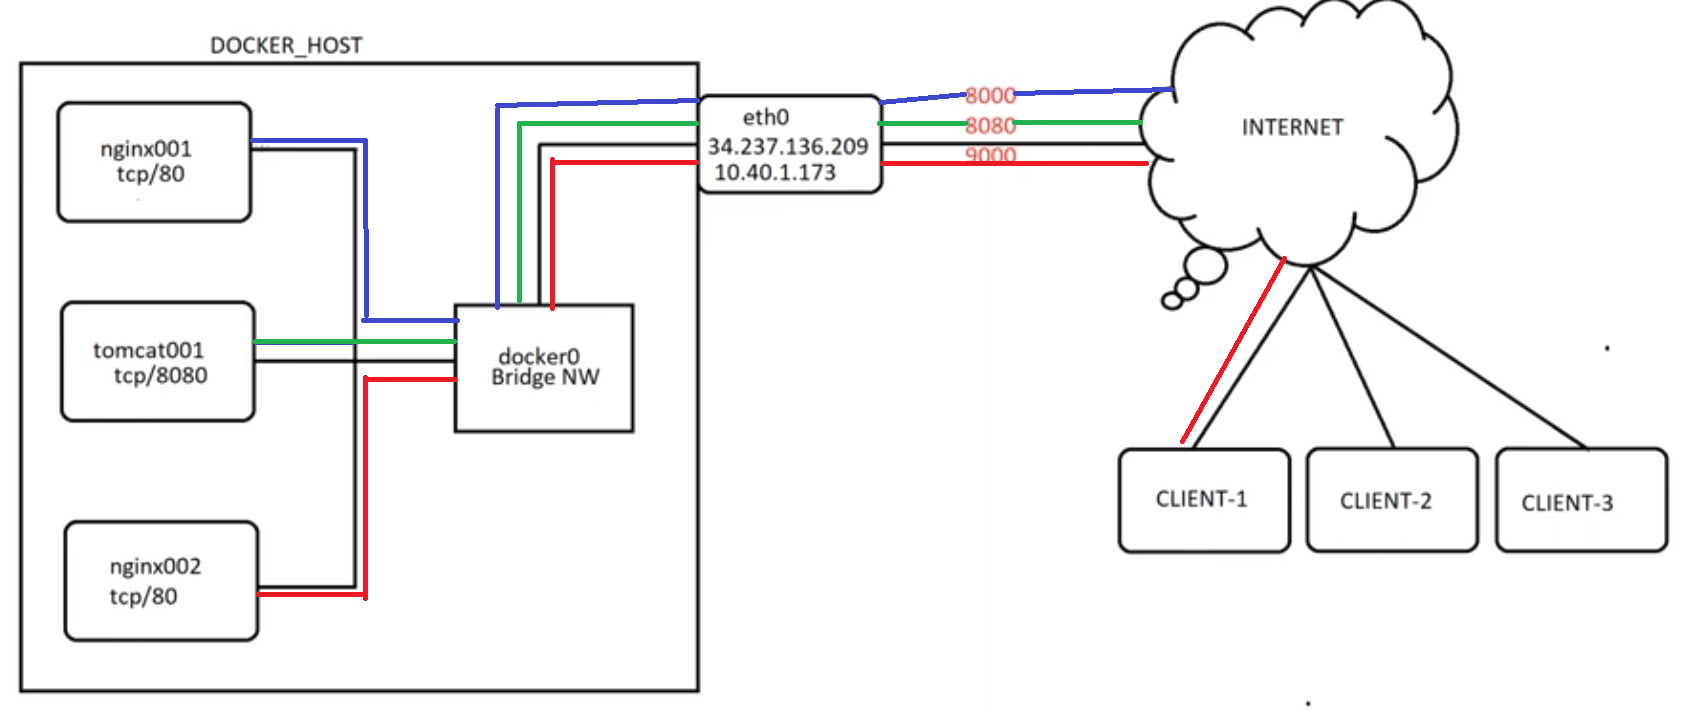 DOCKER_HOST
nginx001
tcp/80
tomcat001
tcp/8080
nginx002
tcp/80
docker0
Bridge NW
eth0
34.237.136.209
10.40.1.173
8000
8080
9000
INTERNET
CLIENT-1
CLIENT-2
CLIENT-3